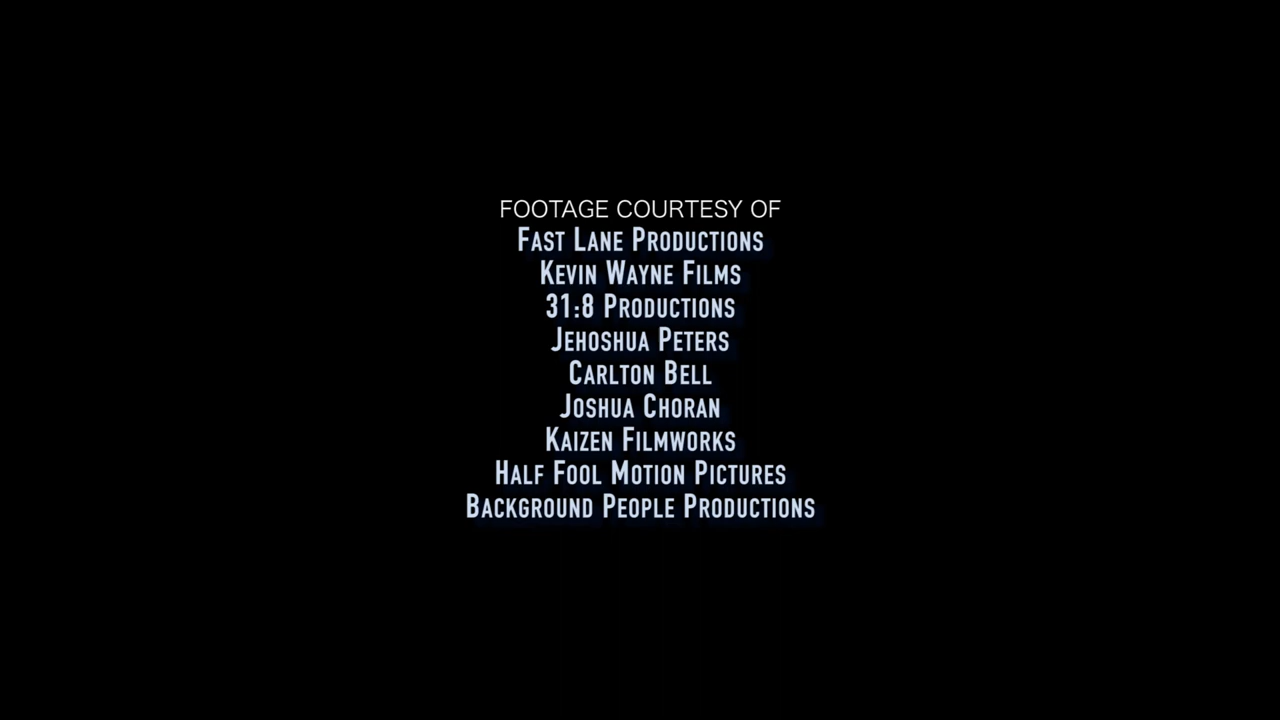 FOOTAGE COURTESY OF
FAST LANE PRODUCTIONS
KEVIN WAYNE FILMS
31:8 PRODUCTIONS
JEHOSHUA PETERS
CARLTON BELL
JOSHUA CHORAN
KAIZEN FILMWORKS
HALF FOOL MOTION PICTURES
BACKGROUND PEOPLE PRODUCTIONS